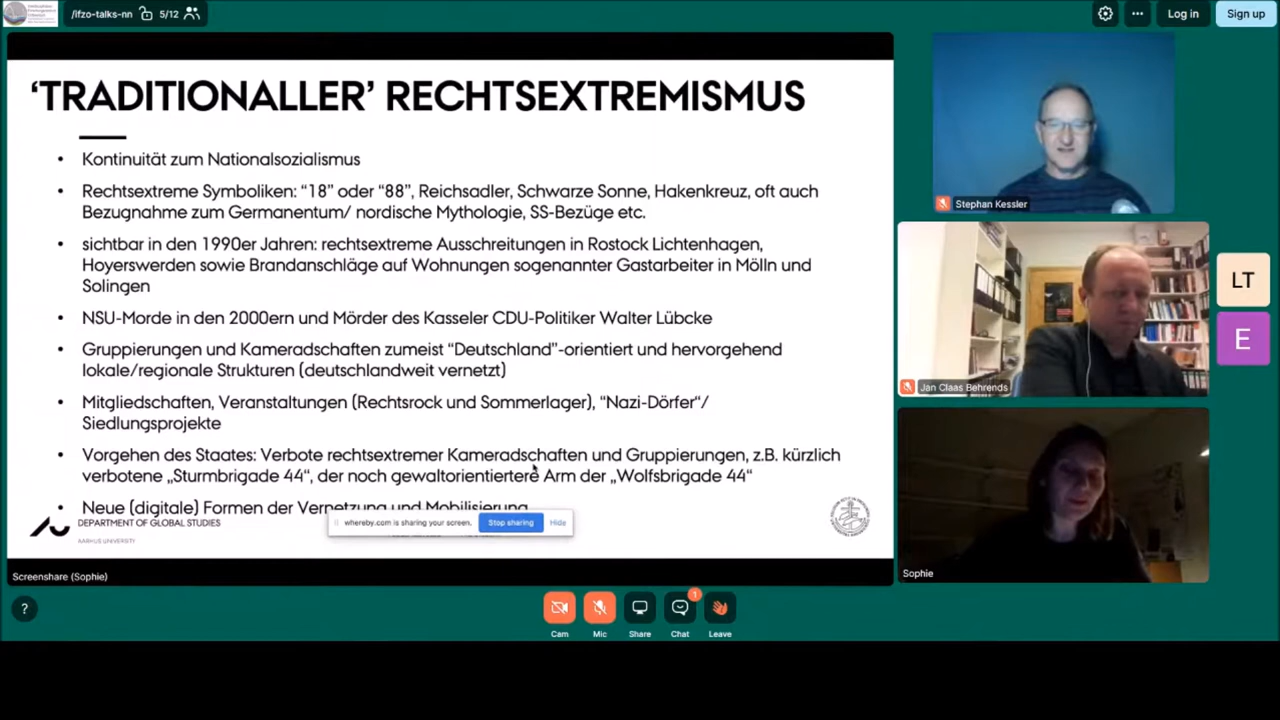 /ifzo-talks-nn
5/12
Log in
Sign up
‘TRADITIONALLER’ RECHTSEXTREMISMUS
• Kontinuität zum Nationalsozialismus
• Rechtsextreme Symboliken: “18” oder “88”, Reichsadler, Schwarze Sonne, Hakenkreuz, oft auch
Bezugnahme zum Germanentum/ nordische Mythologie, SS-Bezüge etc.
• sichtbar in den 1990er Jahren: rechtsextreme Ausschreitungen in Rostock Lichtenhagen,
Hoyerswerden sowie Brandanschläge auf Wohnungen sogenannter Gastarbeiter in Mölln und
Solingen
• NSU-Morde in den 2000ern und Mörder des Kasseler CDU-Politiker Walter Lübcke
• Gruppierungen und Kameradschaften zumeist “Deutschland”-orientiert und hervorgehend
lokale/regionale Strukturen (deutschlandweit vernetzt)
• Mitgliedschaften, Veranstaltungen (Rechtsrock und Sommerlager), “Nazi-Dörfer“/
Siedlungsprojekte
• Vorgehen des Staates: Verbote rechtsextremer Kameradschaften und Gruppierungen, z.B. kürzlich
verbotene „Sturmbrigade 44“, der noch gewaltorientiertere Arm der „Wolfsbrigade 44“
• Neue (digitale) Formen der Vernetzung und Mobilisierung
DEPARTMENT OF GLOBAL STUDIES
AARHUS UNIVERSITY
whereby.com is sharing your screen.
Stop sharing
Hide
Screenshare (Sophie)
Stephan Kessler
Jan Claas Behrends
Sophie
LT
E
?
1
Cam
Mic
Share
Chat
Leave